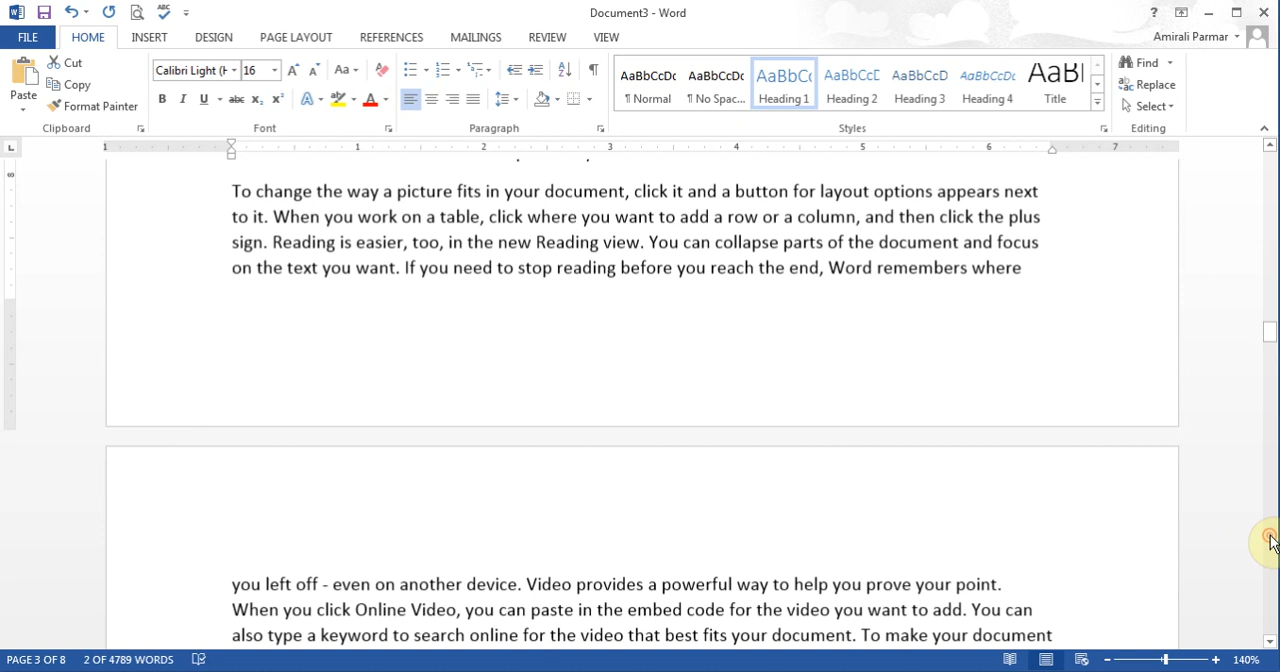 Document3 - Word
?
FILE HOME INSERT DESIGN PAGE LAYOUT REFERENCES MAILINGS REVIEW VIEW Amirali Parmar
Paste
Cut
Copy
Format Painter
Clipboard
Calibri Light (H 16
Font
Paragraph
AaBbCcDc AaBbCcDc AaBbC AaBbCcD AaBbCcD AaBbCcDc AaBl
¶ Normal ¶ No Spac... Heading 1 Heading 2 Heading 3 Heading 4 Title
Styles
Find
Replace
Select
Editing
1 1 2 3 4 5 6 7
To change the way a picture fits in your document, click it and a button for layout options appears next
to it. When you work on a table, click where you want to add a row or a column, and then click the plus
sign. Reading is easier, too, in the new Reading view. You can collapse parts of the document and focus
on the text you want. If you need to stop reading before you reach the end, Word remembers where
you left off - even on another device. Video provides a powerful way to help you prove your point.
When you click Online Video, you can paste in the embed code for the video you want to add. You can
also type a keyword to search online for the video that best fits your document. To make your document
PAGE 3 OF 8 2 OF 4789 WORDS 140%